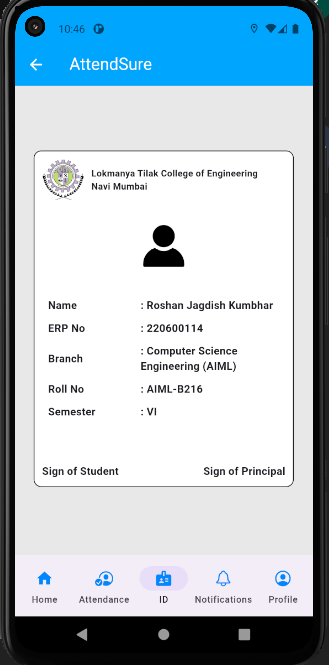 10:46
AttendSure
Lokmanya Tilak College of Engineering
Navi Mumbai
Name : Roshan Jagdish Kumbhar
ERP No : 220600114
Branch : Computer Science
Engineering (AIML)
Roll No : AIML-B216
Semester : VI
Sign of Student Sign of Principal
Home Attendance ID Notifications Profile